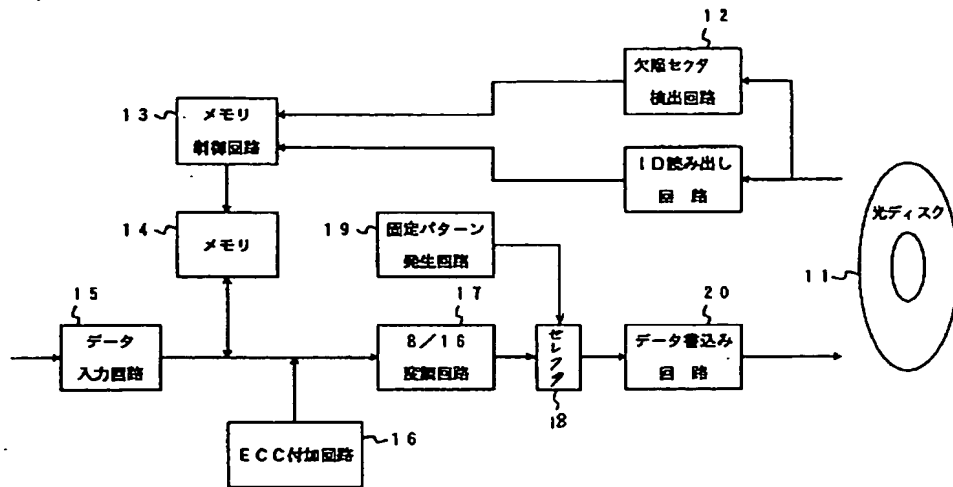 12
欠陥セクタ
検出回路
13
メモリ
制御回路
ID読み出し
回路
光ディスク
11
14
メモリ
19
固定パターン
発生回路
15
データ
入力回路
17
8/16
変調回路
セレクタ
18
20
データ書込み
回路
ECC付加回路
16